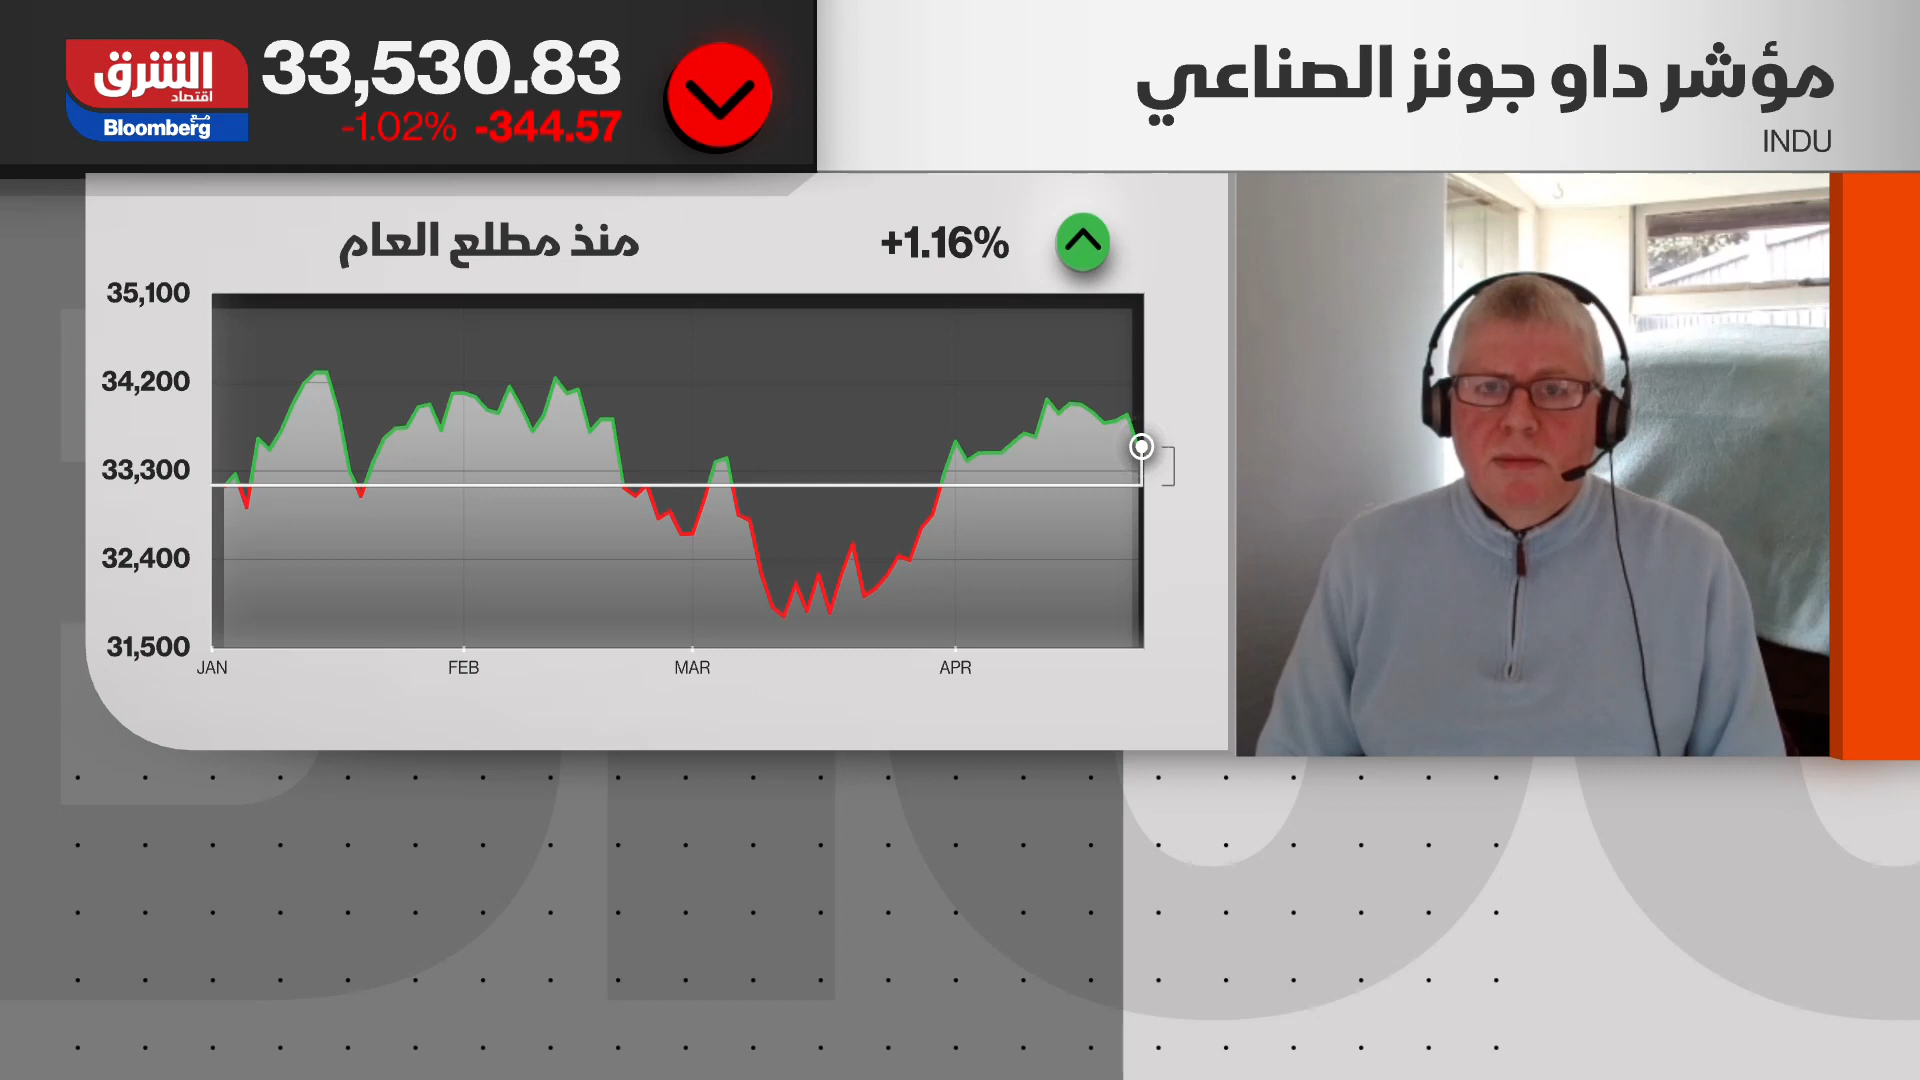 الشرق
اقتصاد
مع
Bloomberg
33,530.83
-1.02% -344.57
مؤشر داو جونز الصناعي
INDU
منذ مطلع العام
+1.16%
35,100
34,200
33,300
32,400
31,500
JAN FEB MAR APR